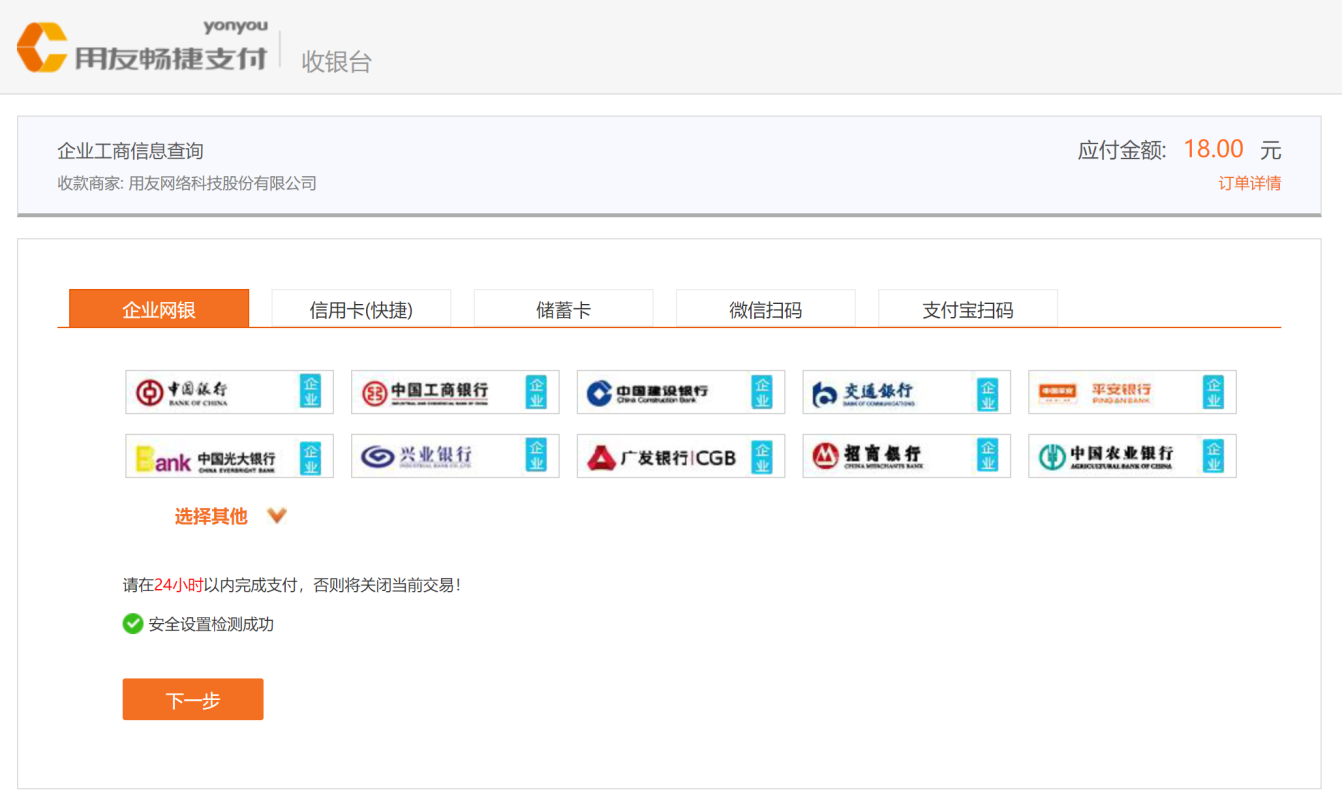 yonyou
用友畅捷支付
收银台
企业工商信息查询
应付金额: 18.00 元
收款商家: 用友网络科技股份有限公司
订单详情
企业网银 信用卡(快捷) 储蓄卡 微信扫码 支付宝扫码
中国银行 BANK OF CHINA 企业
中国工商银行 INDUSTRIAL AND COMMERCIAL BANK OF CHINA 企业
中国建设银行 China Construction Bank 企业
交通银行 BANK OF COMMUNICATIONS 企业
中国平安 平安银行 PING AN BANK 企业
Bank 中国光大银行 CHINA EVERBRIGHT BANK 企业
兴业银行 INDUSTRIAL BANK CO.,LTD. 企业
广发银行|CGB 企业
招商银行 CHINA MERCHANTS BANK 企业
中国农业银行 AGRICULTURAL BANK OF CHINA 企业
选择其他
请在24小时以内完成支付，否则将关闭当前交易！
安全设置检测成功
下一步